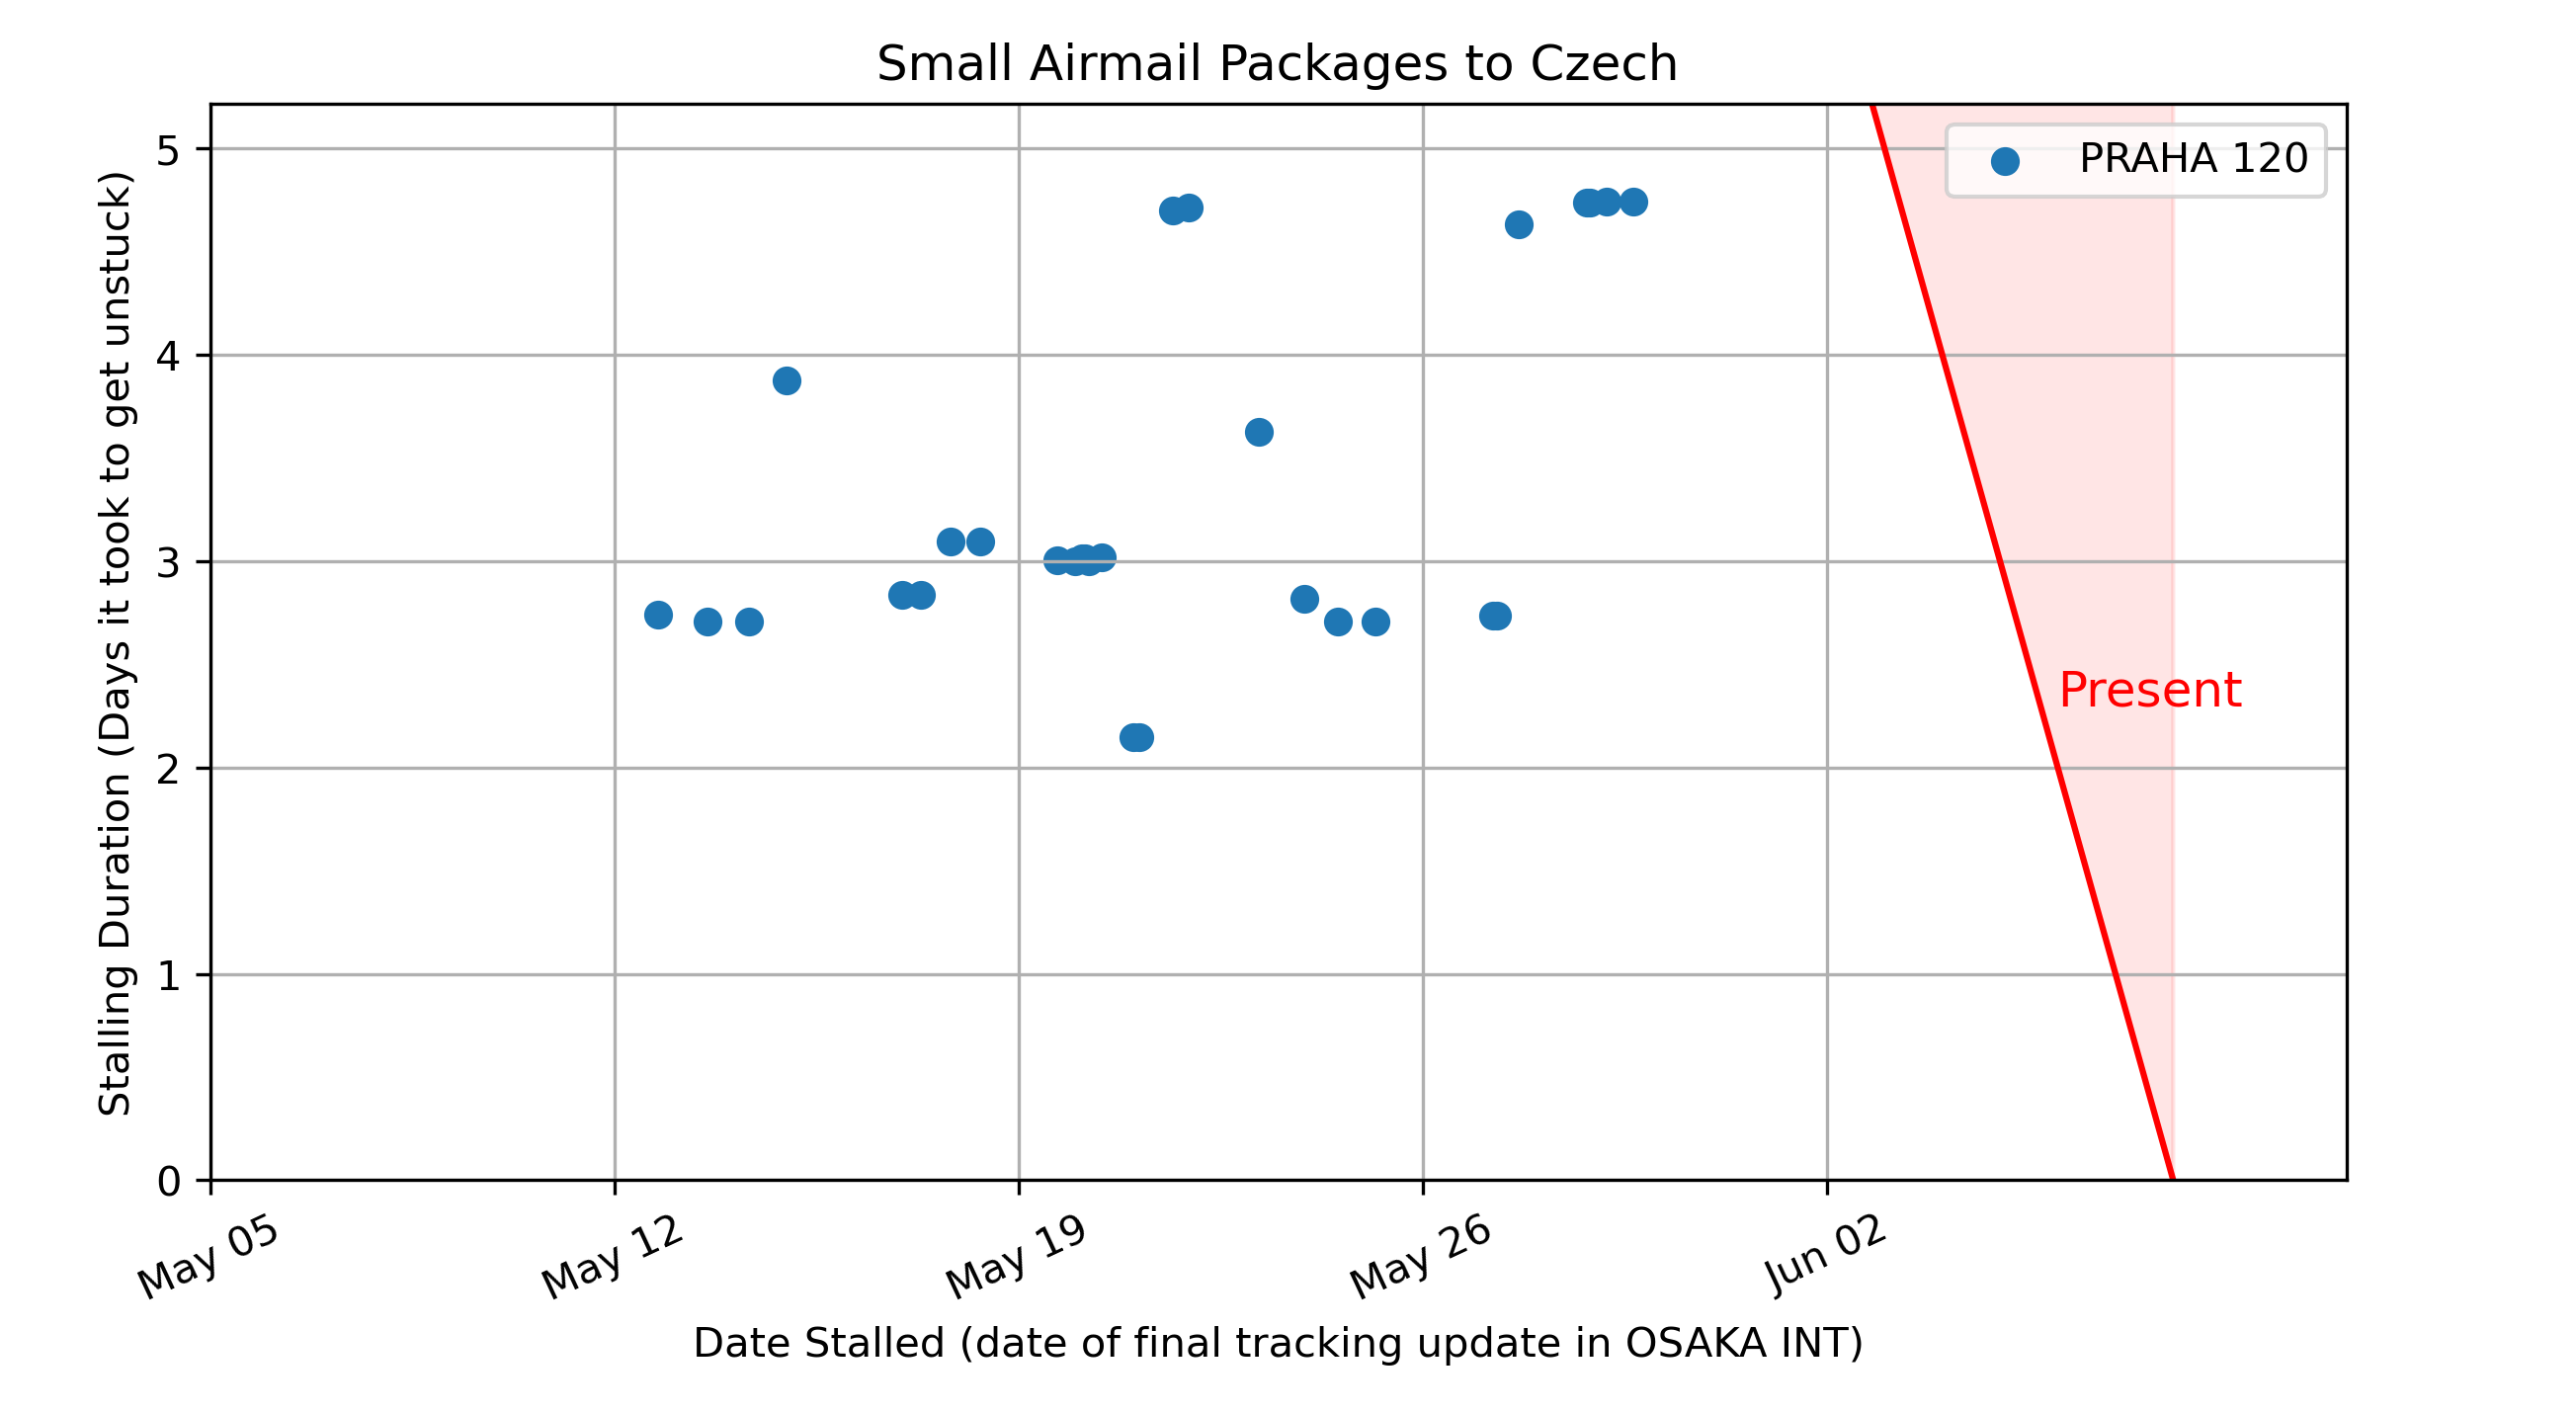 Small Airmail Packages to Czech
PRAHA 120
Stalling Duration (Days it took to get unstuck)
5
4
3
2
1
0
Present
May 05
May 12
May 19
May 26
Jun 02
Date Stalled (date of final tracking update in OSAKA INT)